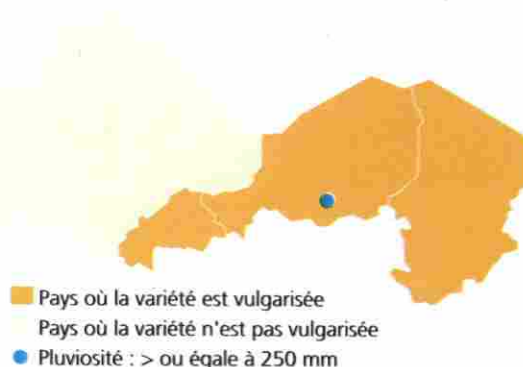 Pays où la variété est vulgarisée
Pays où la variété n'est pas vulgarisée
Pluviosité : > ou égale à 250 mm